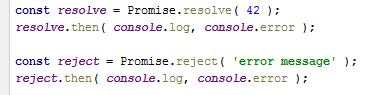 const resolve = Promise.resolve( 42 );
resolve.then( console.log, console.error );
const reject = Promise.reject( 'error message' );
reject.then( console.log, console.error );